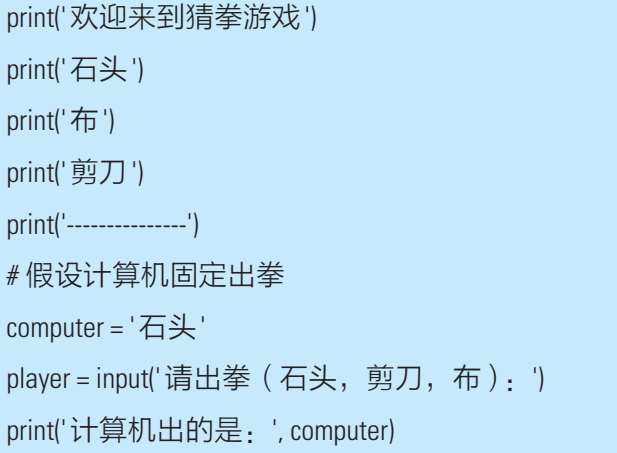 print('欢迎来到猜拳游戏')
print('石头')
print('布')
print('剪刀')
print('---------------')
# 假设计算机固定出拳
computer = '石头'
player = input('请出拳（石头，剪刀，布）：')
print('计算机出的是：', computer)